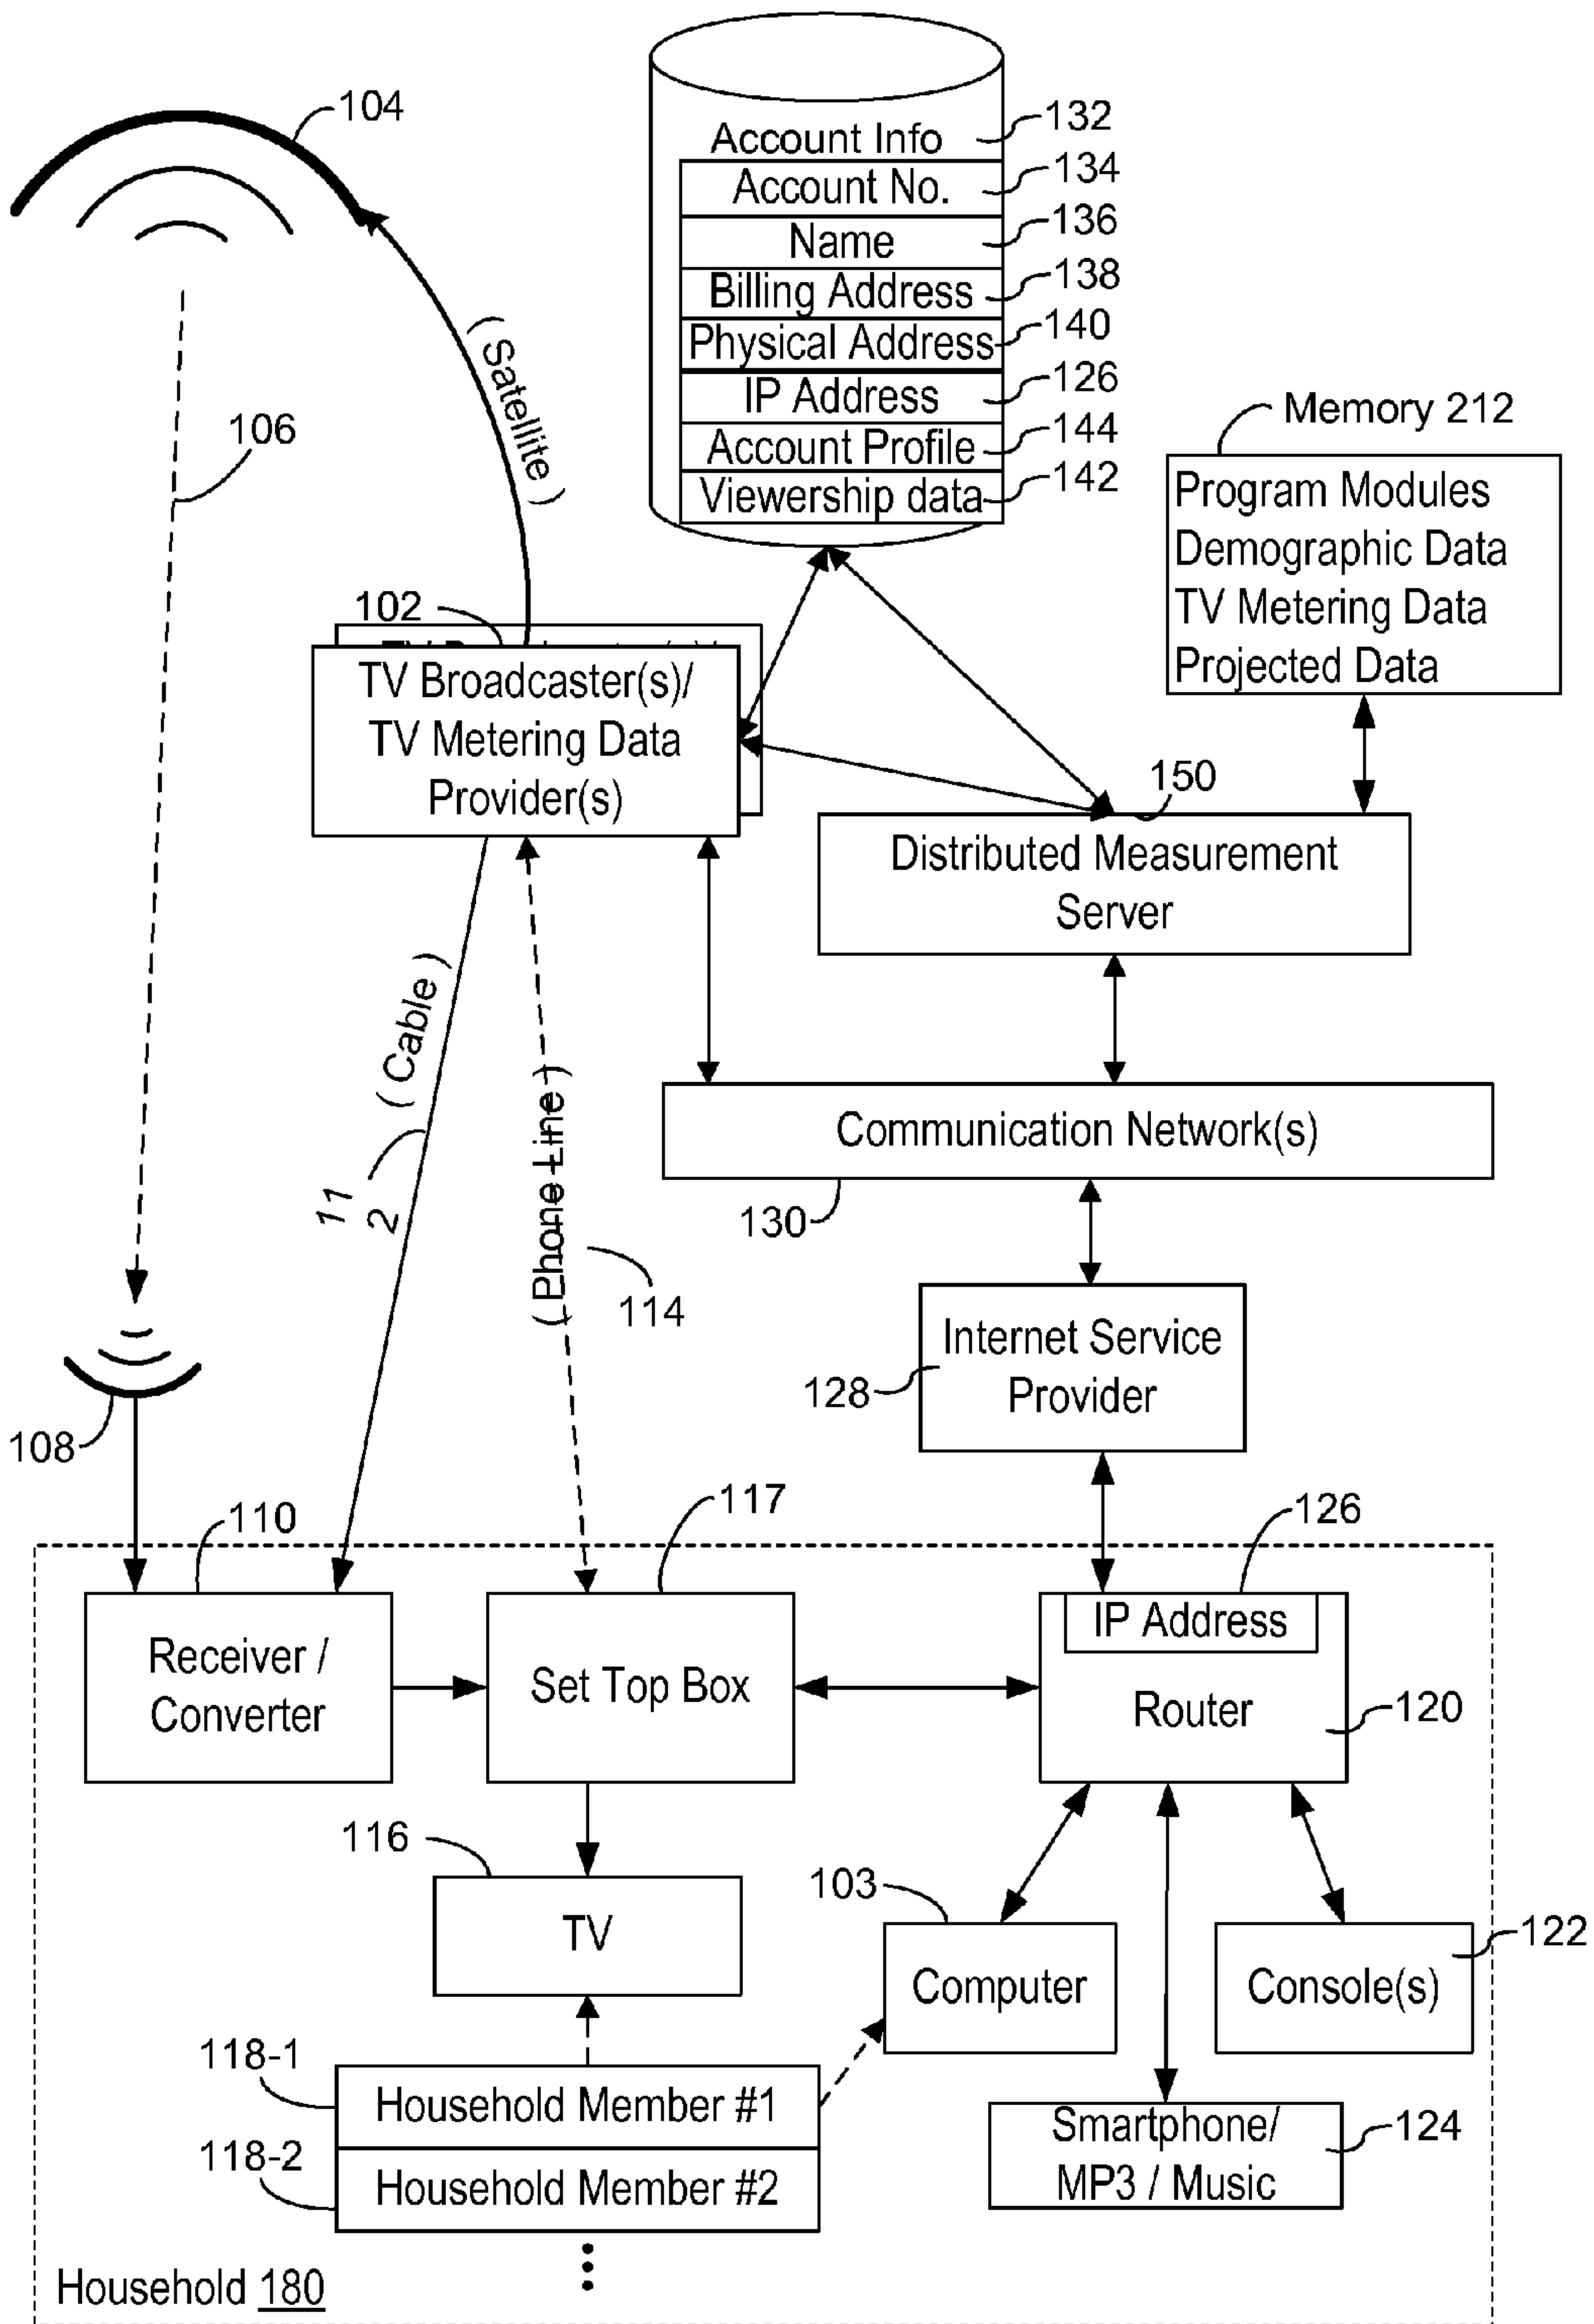 104
Account Info
132
Account No.
134
Name
136
Billing Address
138
Physical Address
140
IP Address
126
Account Profile
144
Viewership data
142
106
( Satellite )
Memory 212
Program Modules
Demographic Data
TV Metering Data
Projected Data
102
TV Broadcaster(s)/
TV Metering Data
Provider(s)
150
Distributed Measurement
Server
( Cable )
11
2
( Phone Line )
114
Communication Network(s)
130
Internet Service
Provider
128
108
110
117
126
Receiver /
Converter
Set Top Box
IP Address
Router
120
116
TV
103
Computer
122
Console(s)
118-1
Household Member #1
118-2
Household Member #2
Smartphone/
MP3 / Music
124
Household 180